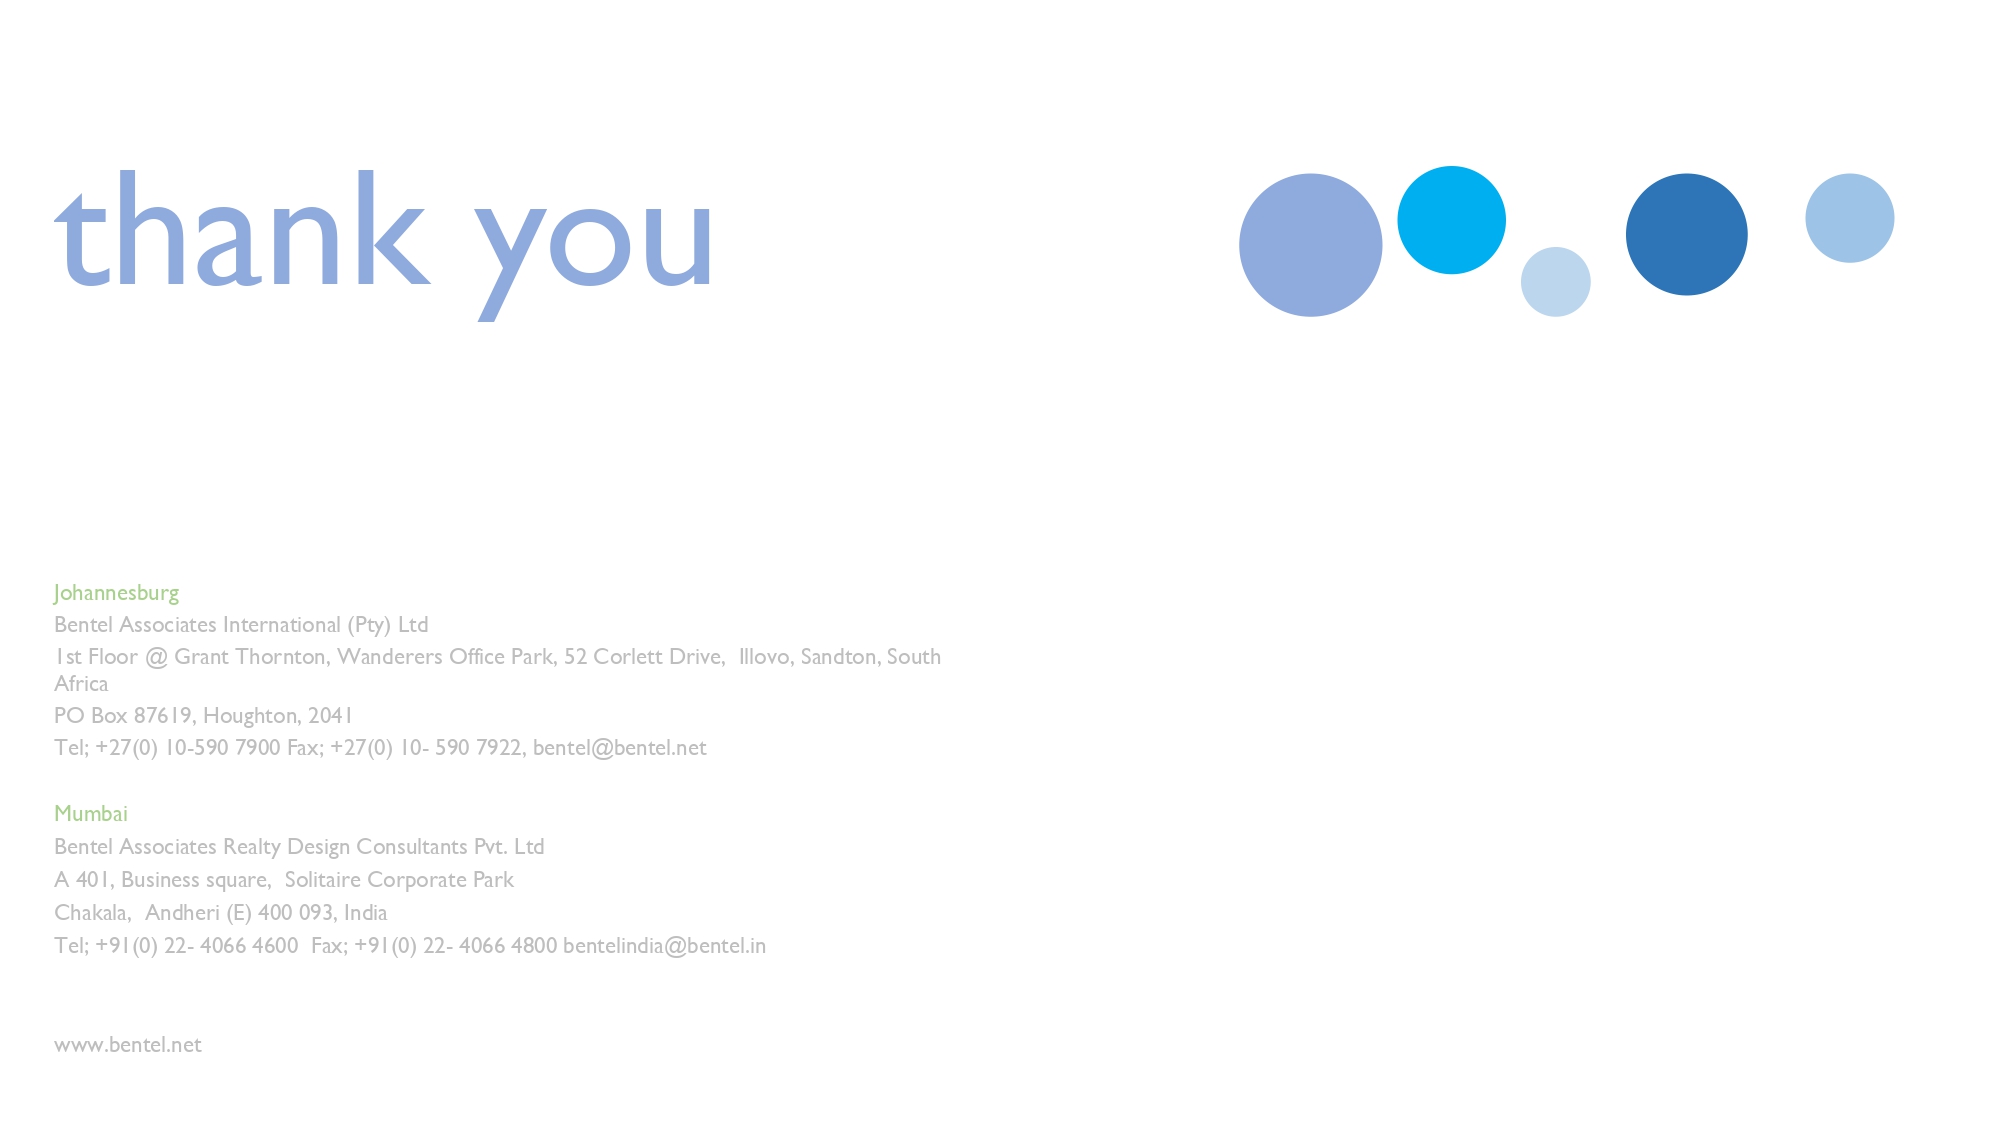 thank you
Johannesburg
Bentel Associates International (Pty) Ltd
1st Floor @ Grant Thornton, Wanderers Office Park, 52 Corlett Drive,  Illovo, Sandton, South
Africa
PO Box 87619, Houghton, 2041
Tel; +27(0) 10-590 7900 Fax; +27(0) 10- 590 7922, bentel@bentel.net
Mumbai
Bentel Associates Realty Design Consultants Pvt. Ltd
A 401, Business square,  Solitaire Corporate Park
Chakala,  Andheri (E) 400 093, India
Tel; +91(0) 22- 4066 4600  Fax; +91(0) 22- 4066 4800 bentelindia@bentel.in
www.bentel.net